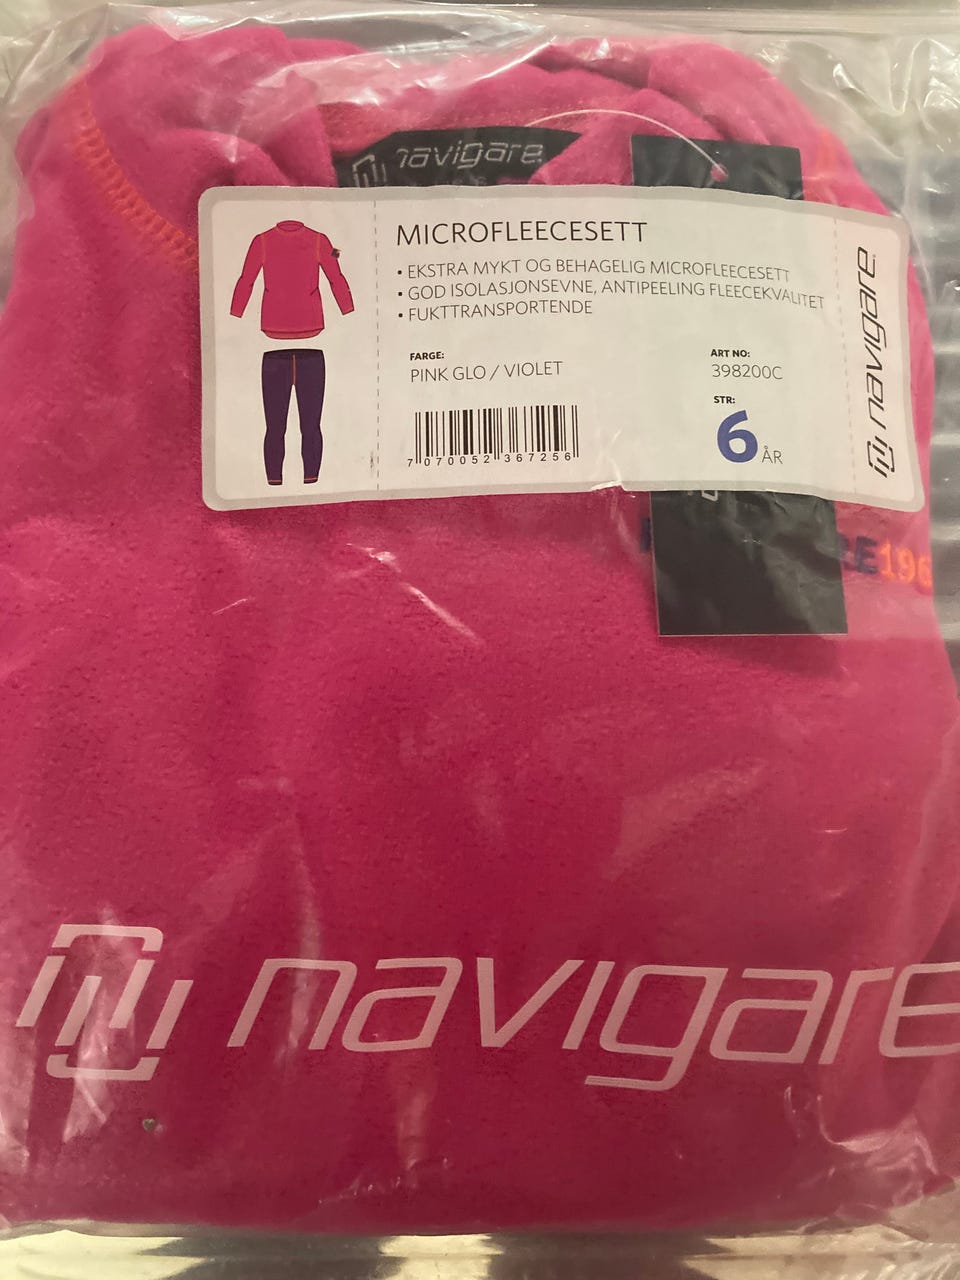 navigare
MICROFLEECESETT
• EKSTRA MYKT OG BEHAGELIG MICROFLEECESETT
• GOD ISOLASJONSEVNE, ANTIPEELING FLEECEKVALITET
• FUKTTRANSPORTENDE
FARGE:
PINK GLO / VIOLET
ART NO:
398200C
STR:
6 ÅR
7 070052 367256
navigare
navigare